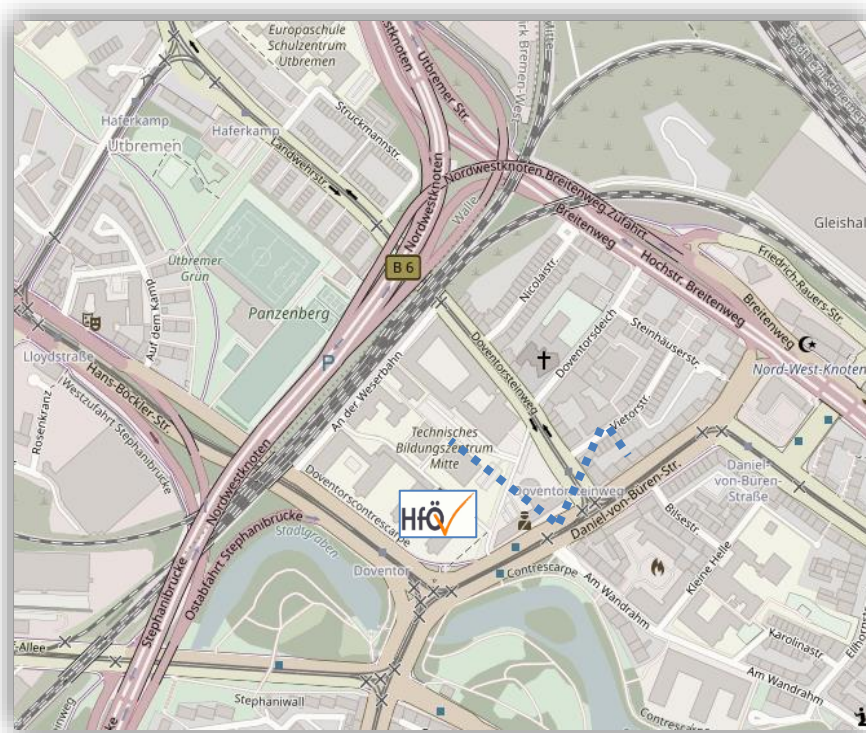 Europaschule
Schulzentrum
Utbremen
Utbremer Str.
Haferkamp
Utbremen
Haferkamp
Struckmannstr.
Landwehrstr.
Nordwestknoten
Walle
Nordwestknoten Breitenweg Zufahrt
Breitenweg
Hochstr. Breitenweg
Gleishal
Friedrich-Rauers-Str.
Breitenweg
Utbremer
Grün
B 6
Nicolaistr.
Panzenberg
Auf dem Kamp
Doventorsdeich
Steinhäuserstr.
Lloydstraße
P
Nord-West-Knoten
Hans-Böckler-Str.
Westzufahrt Stephanibrücke
Rosenkranz
An der Weserbahn
Doventorsteinweg
Vietorstr.
Technisches
Bildungszentrum
Mitte
Nordwestknoten
Doventorscontrescarpe
HfÖ
Doventorsteinweg
Daniel-
von-Büren-
Straße
Daniel-von-Büren-Str.
Stephanibrücke
Ostabfahrt Stephanibrücke
Stadtgraben
Doventor
Contrescarpe
Am Wandrahm
Bilsestr.
Kleine Helle
Karolinastr.
Am Wandrahm
Stephaniwall
Contrescarpe